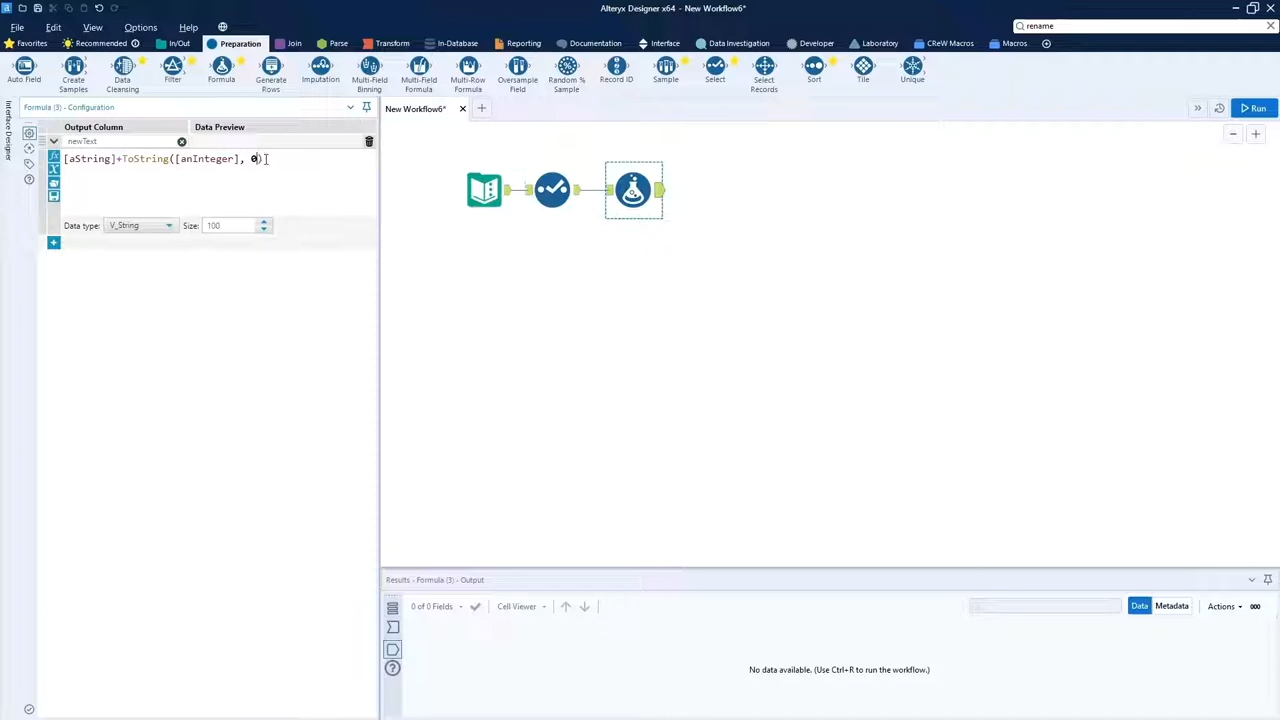 Alteryx Designer x64 - New Workflow6*
File Edit View Options Help
rename
Favorites Recommended In/Out Preparation Join Parse Transform In-Database Reporting Documentation Interface Data Investigation Developer Laboratory CReW Macros Macros
Auto Field Create Samples Data Cleansing Filter Formula Generate Rows Imputation Multi-Field Binning Multi-Field Formula Multi-Row Formula Oversample Field Random % Sample Record ID Sample Select Select Records Sort Tile Unique
Interface Designer
Formula (3) - Configuration
New Workflow6*
Run
Output Column Data Preview
newText
[aString]+ToString([anInteger], 0)
Data type: V_String Size: 100
Results - Formula (3) - Output
0 of 0 Fields Cell Viewer Data Metadata Actions 000
No data available. (Use Ctrl+R to run the workflow.)